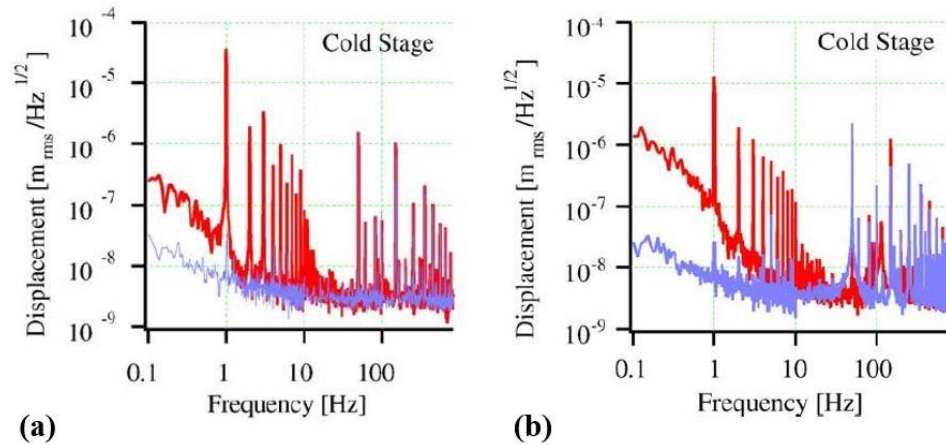 10^-4
10^-5
10^-6
10^-7
10^-8
10^-9
Displacement [m_rms/Hz^1/2]
Cold Stage
0.1 1 10 100
Frequency [Hz]
(a)
10^-4
10^-5
10^-6
10^-7
10^-8
10^-9
Displacement [m_rms/Hz^1/2]
Cold Stage
0.1 1 10 100
Frequency [Hz]
(b)